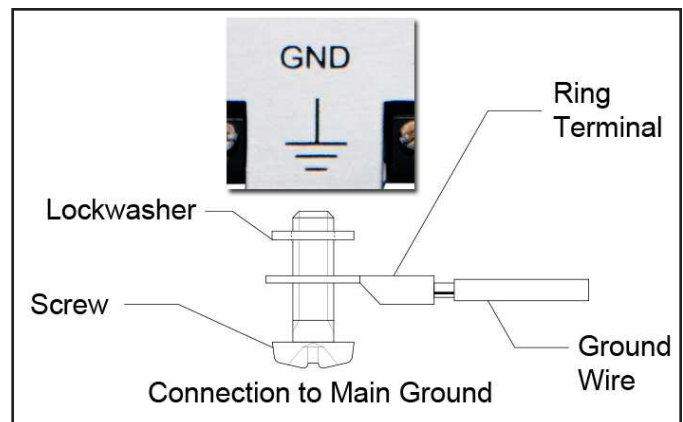 GND
Ring
Terminal
Lockwasher
Screw
Ground
Wire
Connection to Main Ground